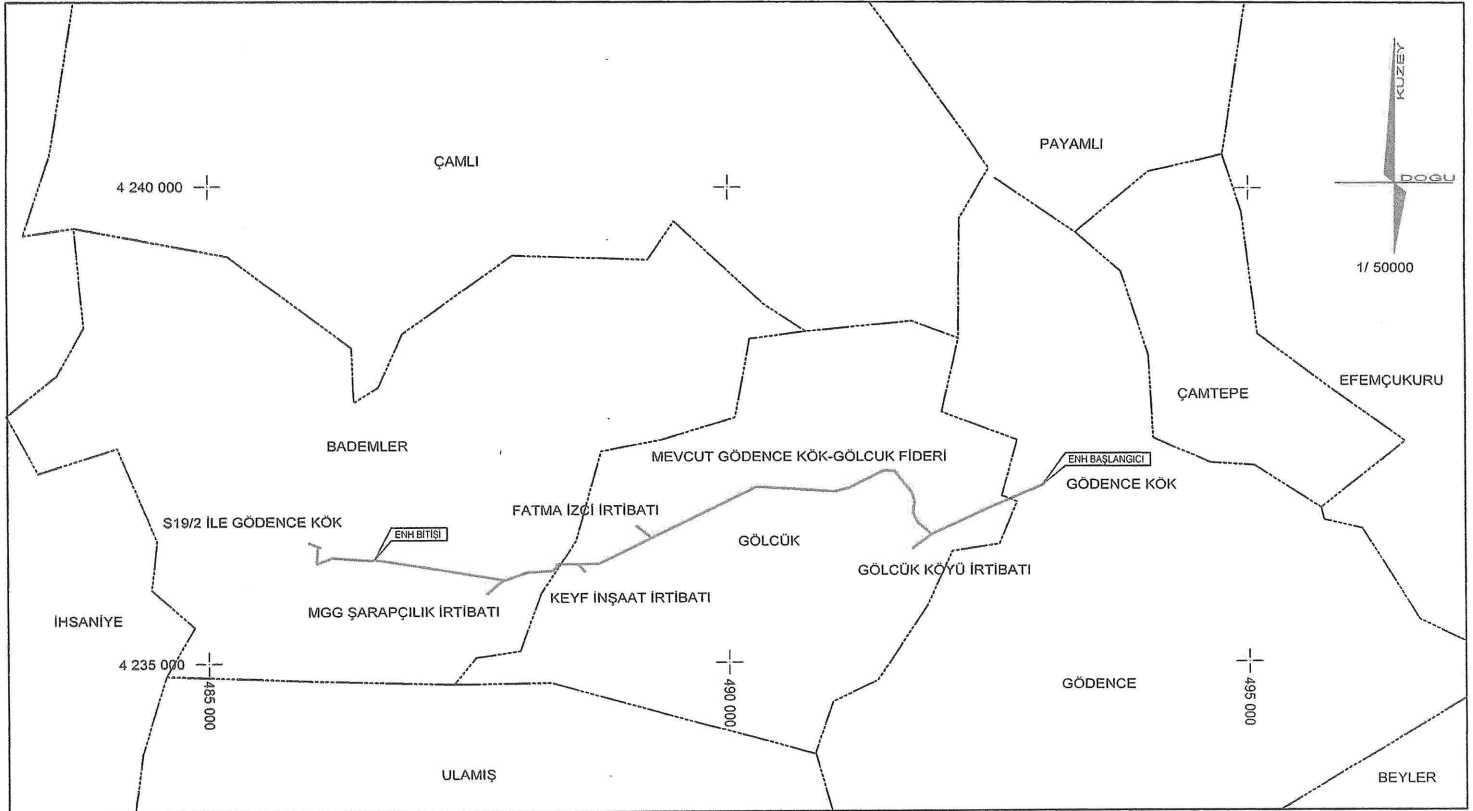 KUZEY
DOGU
1/ 50000
PAYAMLI
ÇAMLI
4 240 000
EFEMÇUKURU
ÇAMTEPE
BADEMLER
MEVCUT GÖDENCE KÖK-GÖLCUK FİDERİ
ENH BAŞLANGICI
GÖDENCE KÖK
FATMA İZCİ İRTİBATI
S19/2 İLE GÖDENCE KÖK
ENH BİTİŞİ
GÖLCÜK
GÖLCÜK KÖYÜ İRTİBATI
KEYF İNŞAAT İRTİBATI
MGG ŞARAPÇILIK İRTİBATI
İHSANİYE
4 235 000
485 000
490 000
495 000
GÖDENCE
ULAMIŞ
BEYLER